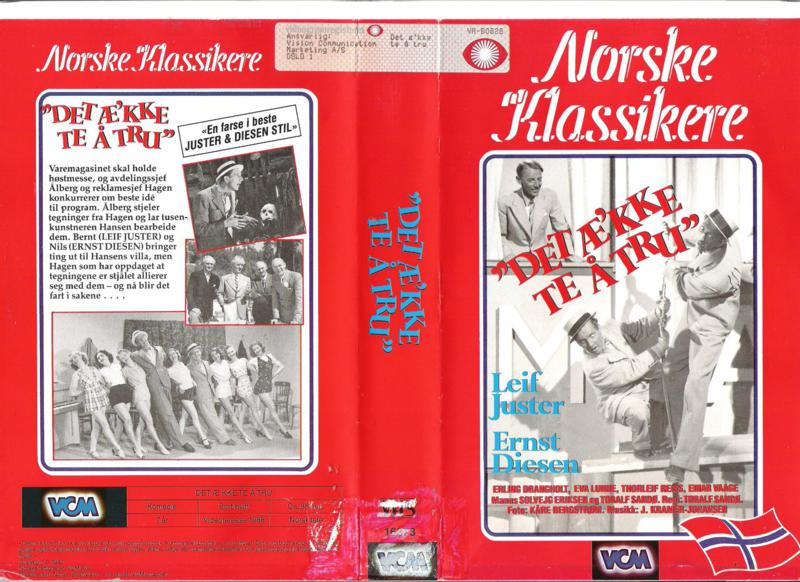 Norske Klassikere
"DET Æ'KKE
TE Å TRU"
«En farse i beste
JUSTER & DIESEN STIL»
Varemagasinet skal holde
høstmesse, og avdelingssjef
Ålberg og reklamesjef Hagen
konkurrerer om beste idé
til program. Ålberg stjeler
tegninger fra Hagen og lar tusen-
kunstneren Hansen bearbeide
dem. Bernt (LEIF JUSTER) og
Nils (ERNST DIESEN) bringer
ting ut til Hansens villa, men
Hagen som har oppdaget at
tegningene er stjålet allierer
seg med dem – og nå blir det
fart i sakene . . . .
VCM
DET Æ KKE TE Å TRU
Ansvarlig:
Vision Communication
Marketing A/S
OSLO 1
Det æ'kke
te å tru
"DET Æ'KKE
TE Å TRU"
VHS
VCM
VR-50828
Norske
Klassikere
"DET Æ'KKE
TE Å TRU"
Leif
Juster
Ernst
Diesen
ERLING DRANGHOLT, EVA LUNDE, THORLEIF REISS, EINAR VAAGE
Manus SOLVEJG ERIKSEN og TORALF SANDØ. Regi: TORALF SANDØ.
Foto: KÅRE BERGSTRØM. Musikk: J. KRAMER-JOHANSEN
VCM